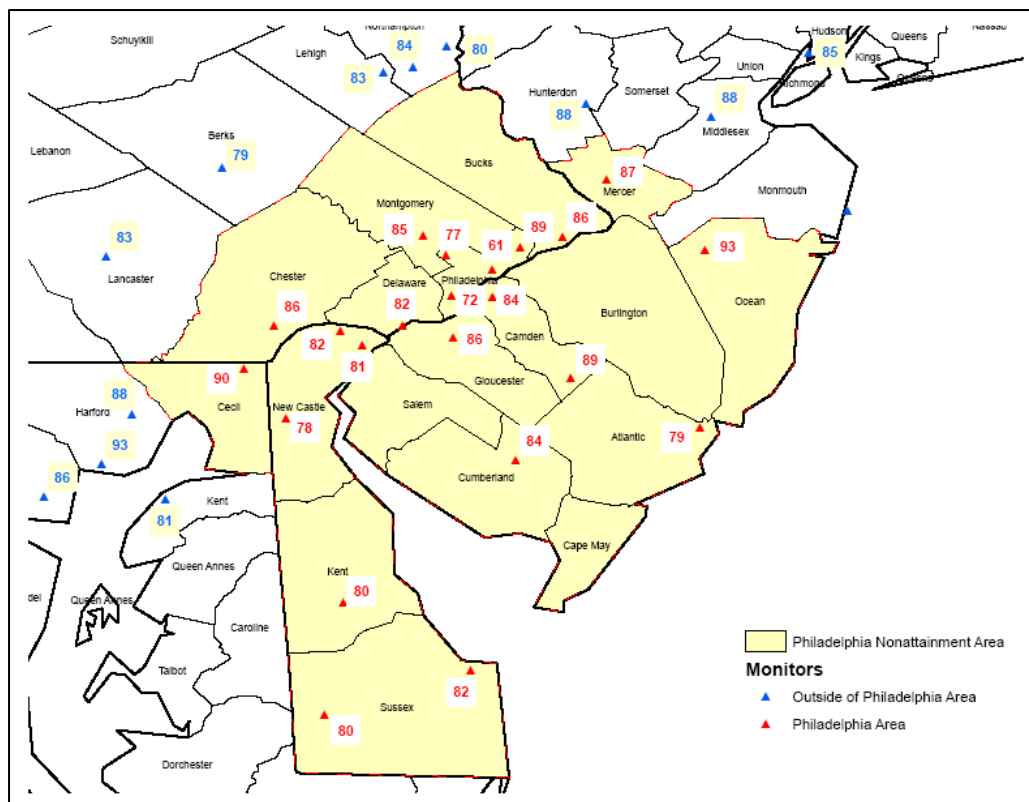 Northampton
Hudson
Nassau
Schuylkill
Lehigh
84
80
85
Queens
Kings
83
Union
Richmond
Hunterdon
Somerset
88
88
Middlesex
Berks
Lebanon
79
Bucks
87
Mercer
Monmouth
Montgomery
85
77
89
86
61
93
83
Lancaster
Chester
Delaware
Philadelphia
Ocean
86
82
72
84
Burlington
82
81
86
Camden
90
Gloucester
89
88
Harford
Cecil
New Castle
Salem
78
Atlantic
79
93
84
86
Cumberland
81
Kent
Cape May
Queen Annes
Kent
80
del
Queen Annes
Caroline
Talbot
82
Sussex
80
Dorchester
Philadelphia Nonattainment Area
Monitors
Outside of Philadelphia Area
Philadelphia Area